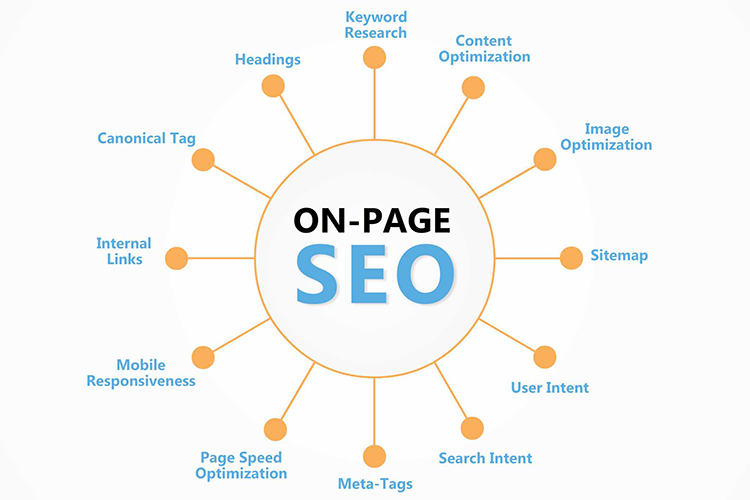 Keyword
Research
Content
Optimization
Image
Optimization
Sitemap
User Intent
Search Intent
Meta-Tags
Page Speed
Optimization
Mobile
Responsiveness
Internal
Links
Canonical Tag
Headings
ON-PAGE
SEO